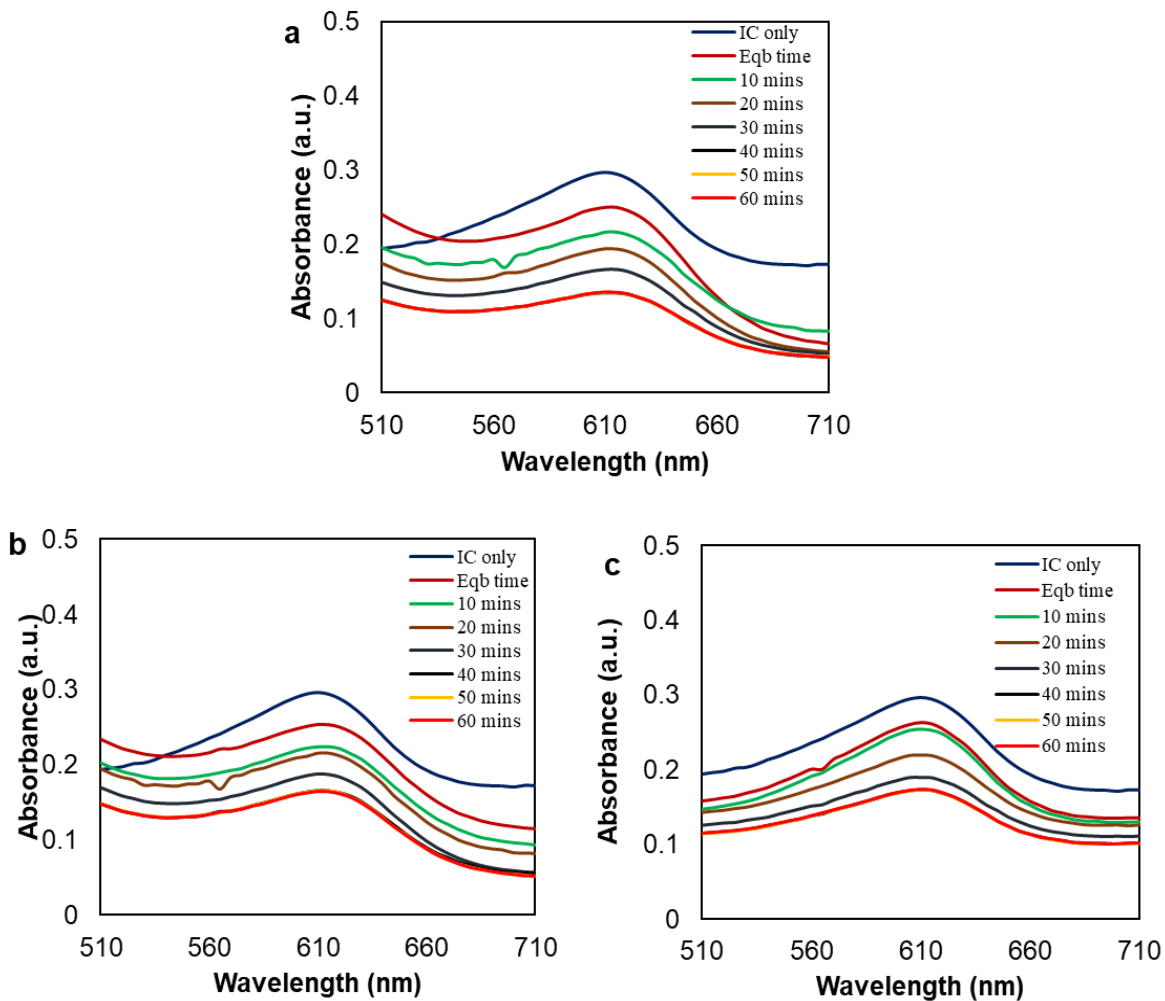 a
Absorbance (a.u.)
0.5
0.4
0.3
0.2
0.1
0
IC only
Eqb time
10 mins
20 mins
30 mins
40 mins
50 mins
60 mins
510 560 610 660 710
Wavelength (nm)
b
Absorbance (a.u.)
0.5
0.4
0.3
0.2
0.1
0
IC only
Eqb time
10 mins
20 mins
30 mins
40 mins
50 mins
60 mins
510 560 610 660 710
Wavelength (nm)
c
Absorbance (a.u.)
0.5
0.4
0.3
0.2
0.1
0
IC only
Eqb time
10 mins
20 mins
30 mins
40 mins
50 mins
60 mins
510 560 610 660 710
Wavelength (nm)